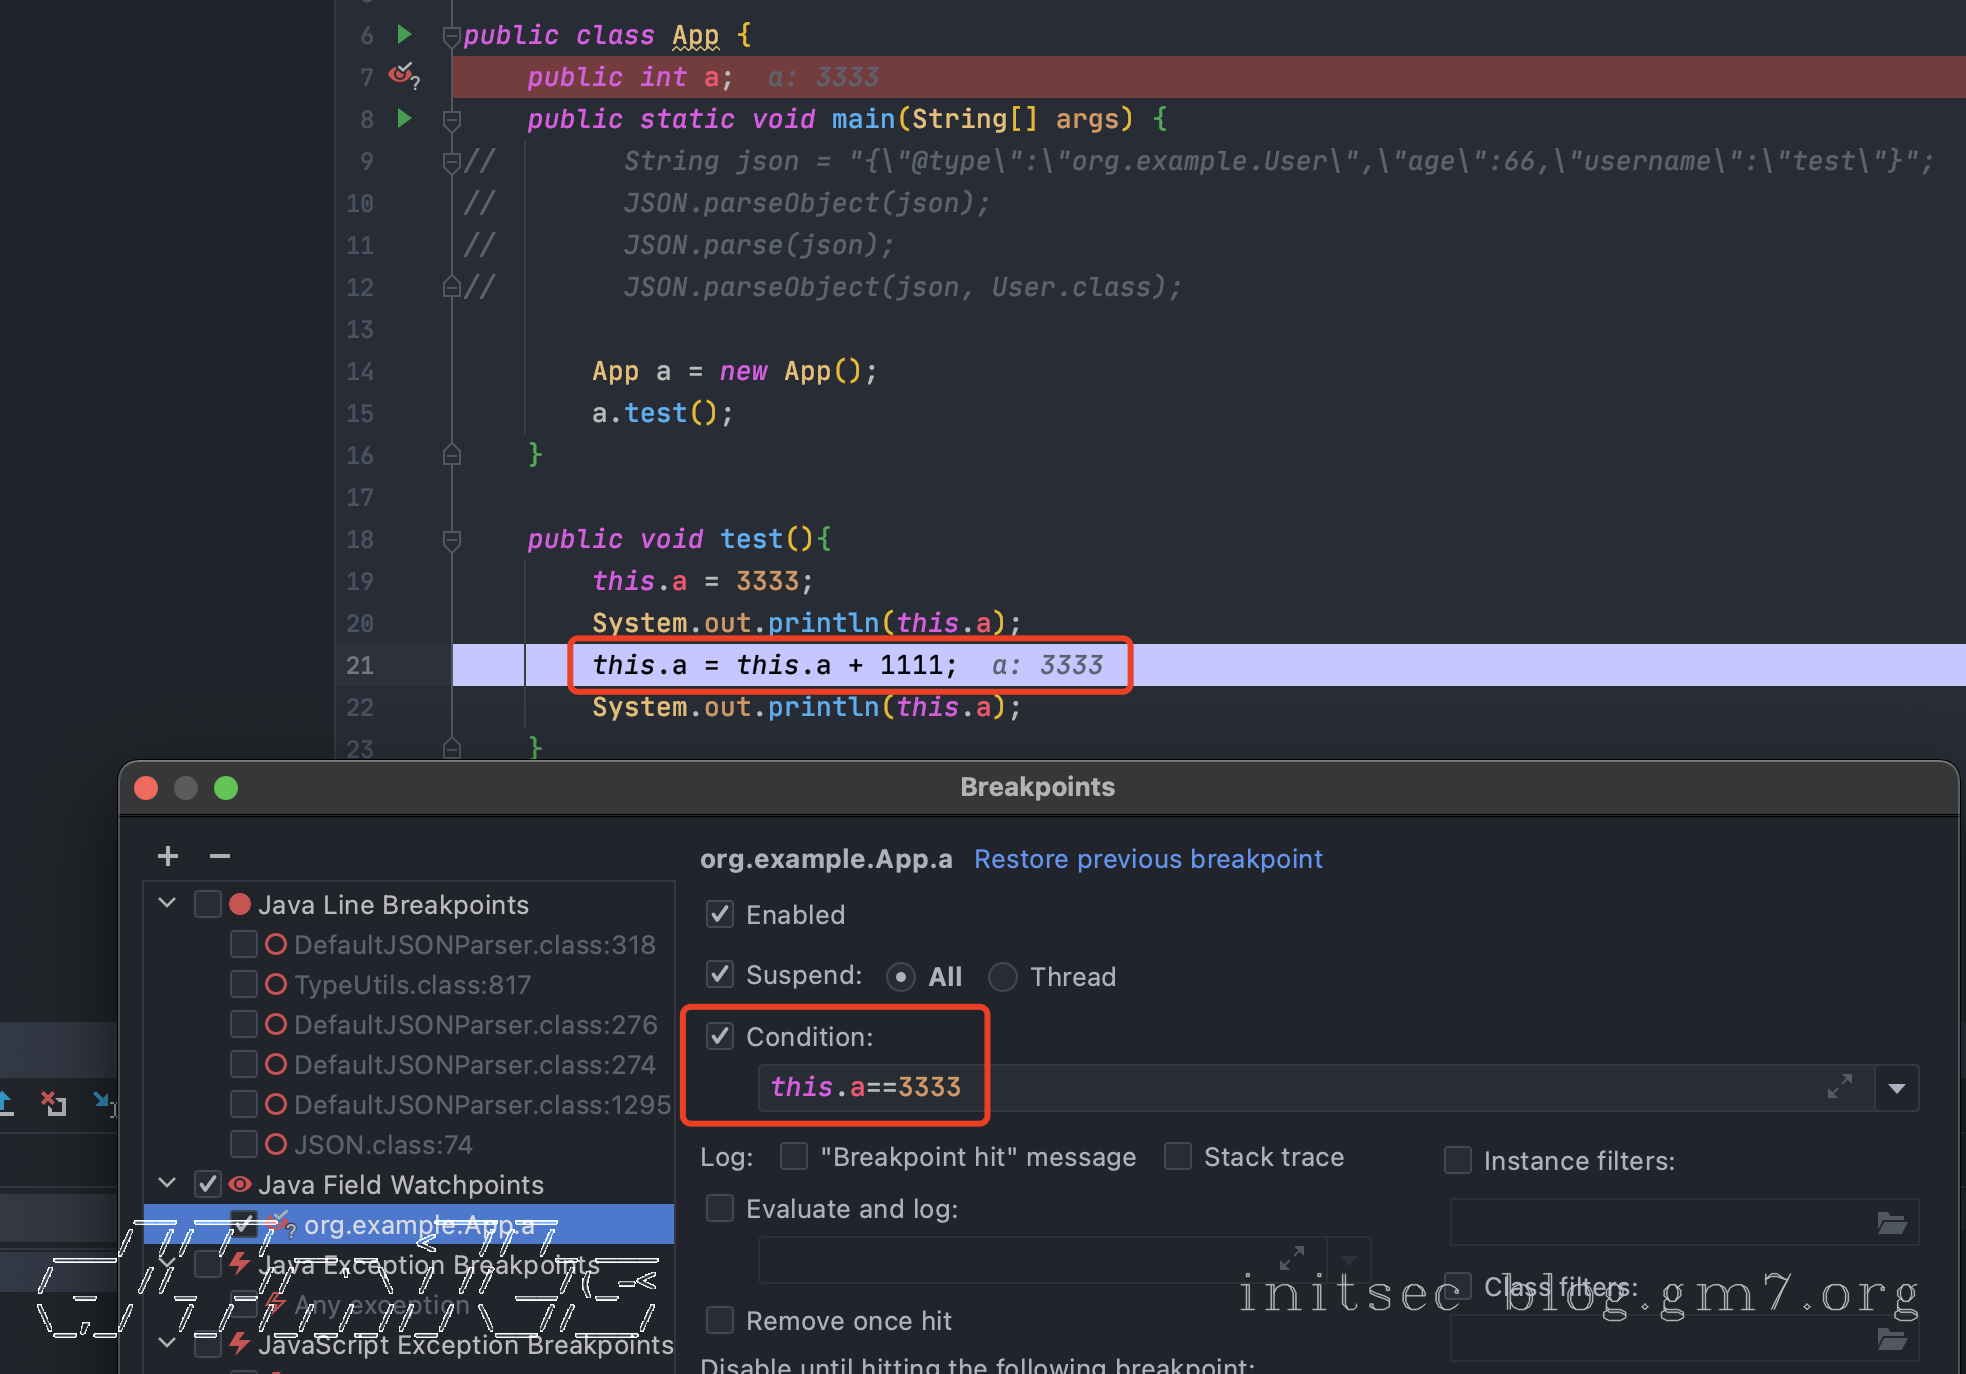 6 public class App {
7 public int a; a: 3333
8 public static void main(String[] args) {
9 // String json = "{\"@type\":\"org.example.User\",\"age\":66,\"username\":\"test\"}";
10 // JSON.parseObject(json);
11 // JSON.parse(json);
12 // JSON.parseObject(json, User.class);
13
14 App a = new App();
15 a.test();
16 }
17
18 public void test(){
19 this.a = 3333;
20 System.out.println(this.a);
21 this.a = this.a + 1111; a: 3333
22 System.out.println(this.a);
23 }
Breakpoints
org.example.App.a Restore previous breakpoint
Java Line Breakpoints
DefaultJSONParser.class:318
TypeUtils.class:817
DefaultJSONParser.class:276
DefaultJSONParser.class:274
DefaultJSONParser.class:1295
JSON.class:74
Java Field Watchpoints
org.example.App.a
Java Exception Breakpoints
Any exception
JavaScript Exception Breakpoints
Enabled
Suspend: All Thread
Condition:
this.a==3333
Log: "Breakpoint hit" message Stack trace
Instance filters:
Evaluate and log:
Class filters:
Remove once hit
Disable until hitting the following breakpoint:
initsec blog.gm7.org